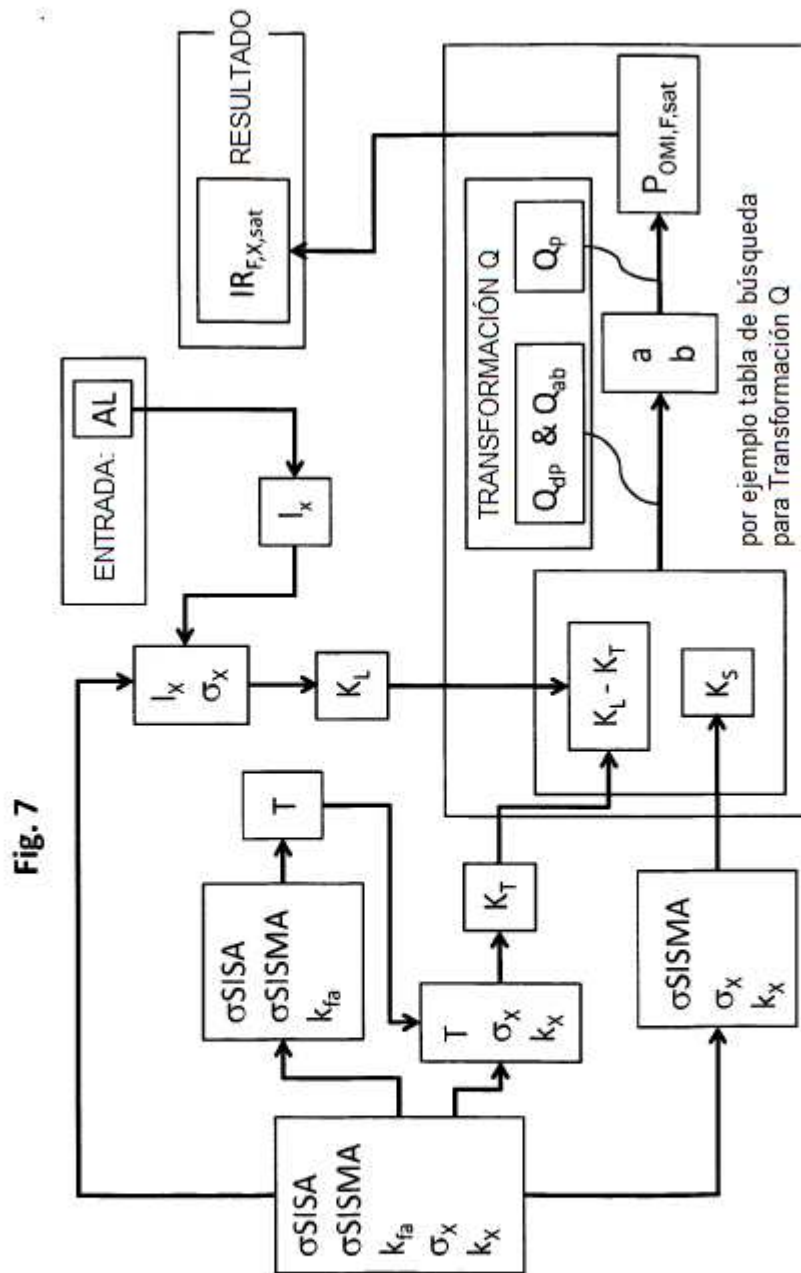 Fig. 7
σSISA
σSISMA
k_fa
σ_X
k_X
σSISA
σSISMA
k_fa
T
T
σ_X
k_X
K_T
σSISMA
σ_X
k_X
I_X
σ_X
K_L
ENTRADA:
AL
I_x
K_L - K_T
K_S
TRANSFORMACIÓN Q
Q_dP & Q_ab
Q_p
a
b
P_OMI,F,sat
por ejemplo tabla de búsqueda
para Transformación Q
RESULTADO
IR_F,X,sat